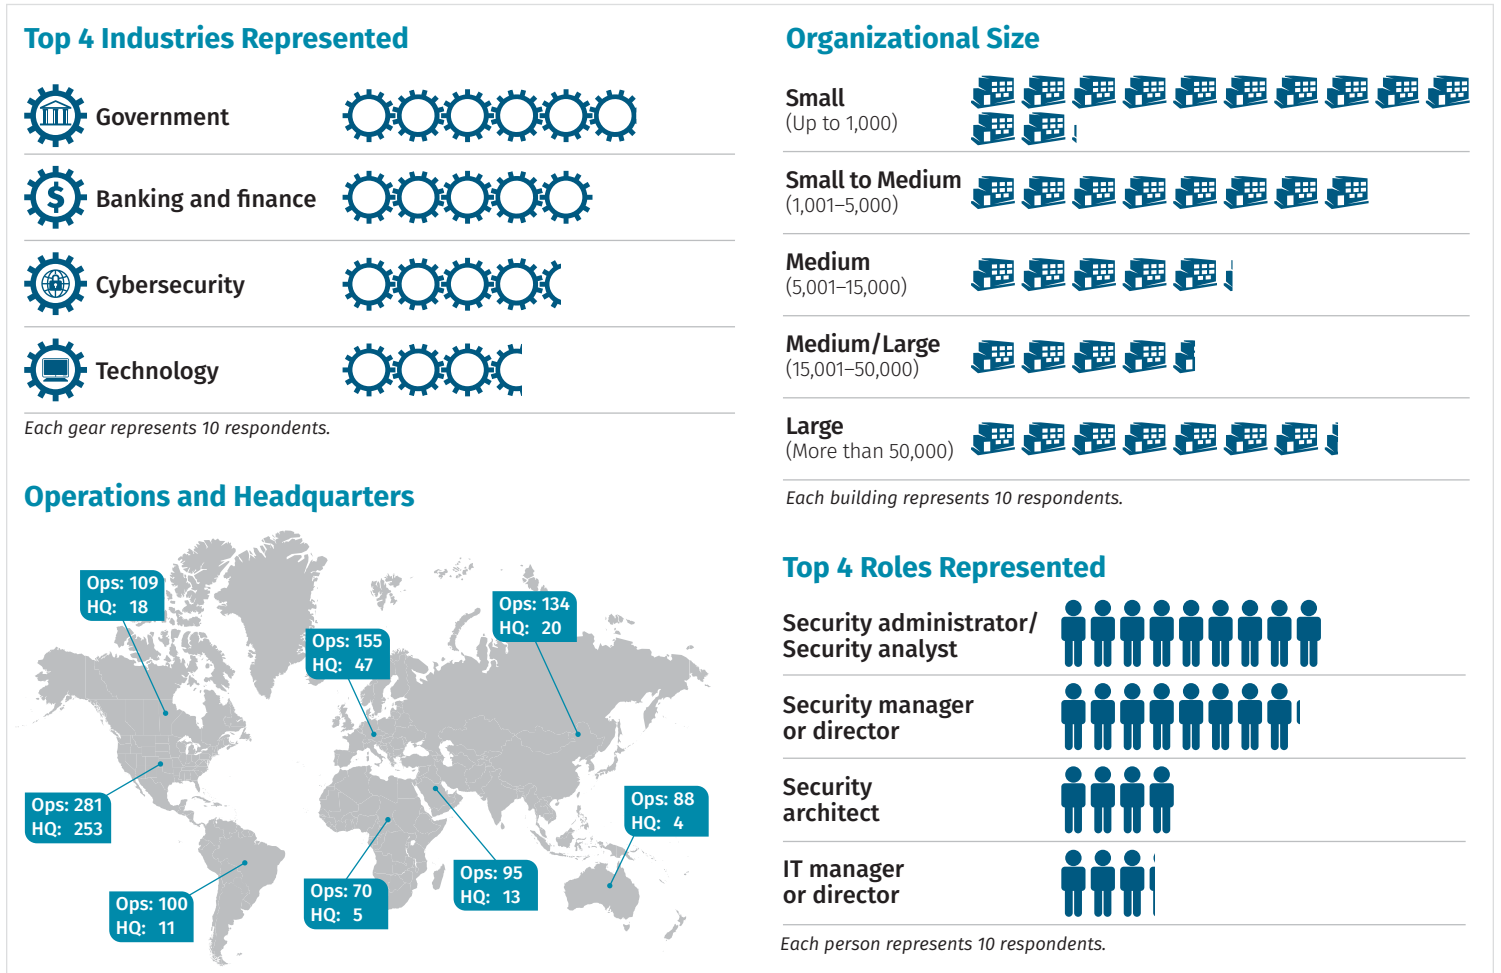 Top 4 Industries Represented
Government
$
Banking and finance
Cybersecurity
Technology
Each gear represents 10 respondents.
Operations and Headquarters
Ops: 109
HQ: 18
Ops: 155
HQ: 47
Ops: 134
HQ: 20
Ops: 281
HQ: 253
Ops: 88
HQ: 4
Ops: 100
HQ: 11
Ops: 70
HQ: 5
Ops: 95
HQ: 13
Organizational Size
Small
(Up to 1,000)
Small to Medium
(1,001–5,000)
Medium
(5,001–15,000)
Medium/Large
(15,001–50,000)
Large
(More than 50,000)
Each building represents 10 respondents.
Top 4 Roles Represented
Security administrator/
Security analyst
Security manager
or director
Security
architect
IT manager
or director
Each person represents 10 respondents.